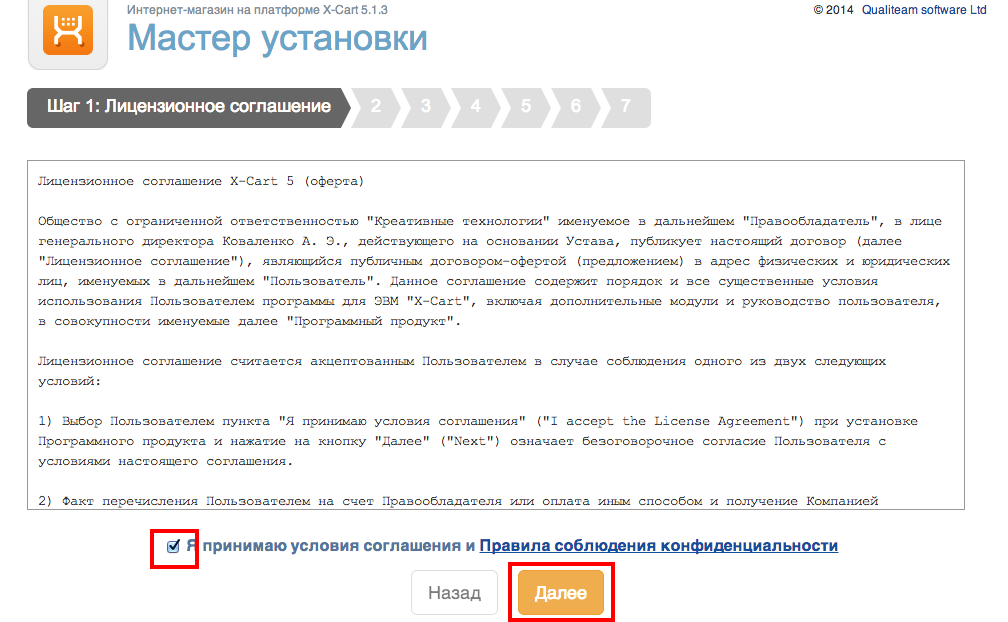 Интернет-магазин на платформе X-Cart 5.1.3
© 2014 Qualiteam software Ltd
Мастер установки
Шаг 1: Лицензионное соглашение 2 3 4 5 6 7
Лицензионное соглашение X-Cart 5 (оферта)
Общество с ограниченной ответственностью "Креативные технологии" именуемое в дальнейшем "Правообладатель", в лице
генерального директора Коваленко А. Э., действующего на основании Устава, публикует настоящий договор (далее
"Лицензионное соглашение"), являющийся публичным договором-офертой (предложением) в адрес физических и юридических
лиц, именуемых в дальнейшем "Пользователь". Данное соглашение содержит порядок и все существенные условия
использования Пользователем программы для ЭВМ "X-Cart", включая дополнительные модули и руководство пользователя,
в совокупности именуемые далее "Программный продукт".
Лицензионное соглашение считается акцептованным Пользователем в случае соблюдения одного из двух следующих
условий:
1) Выбор Пользователем пункта "Я принимаю условия соглашения" ("I accept the License Agreement") при установке
Программного продукта и нажатие на кнопку "Далее" ("Next") означает безоговорочное согласие Пользователя с
условиями настоящего соглашения.
2) Факт перечисления Пользователем на счет Правообладателя или оплата иным способом и получение Компанией
Я принимаю условия соглашения и Правила соблюдения конфиденциальности
Назад Далее